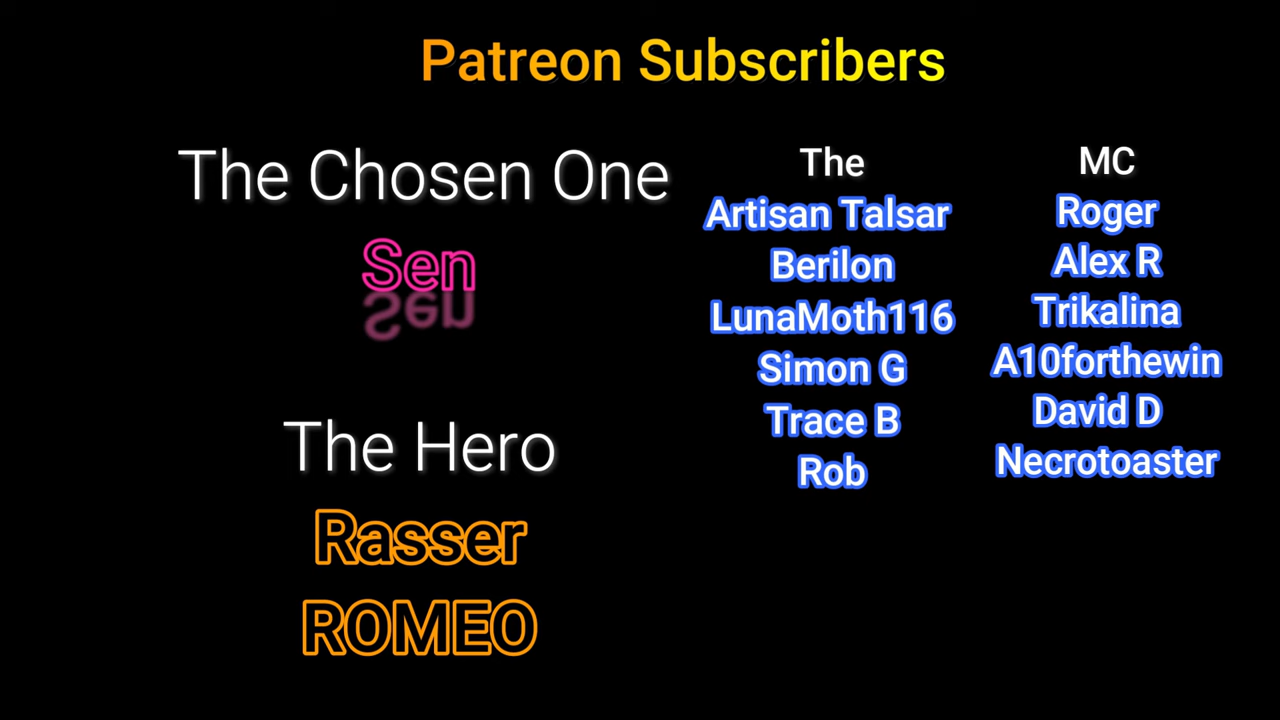 Patreon Subscribers
The Chosen One
Sen
The Hero
Rasser
ROMEO
The
Artisan Talsar
Berilon
LunaMoth116
Simon G
Trace B
Rob
MC
Roger
Alex R
Trikalina
A10forthewin
David D
Necrotoaster